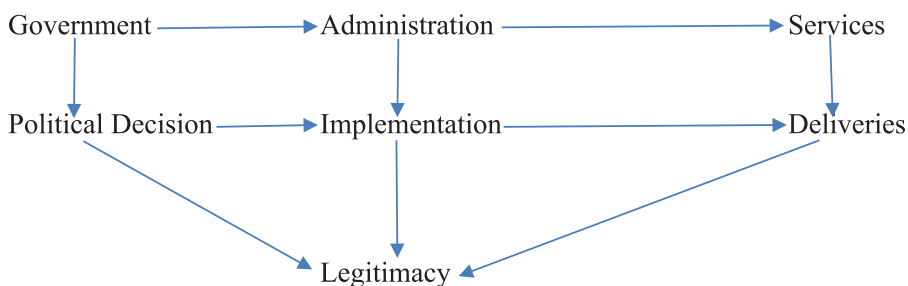 Government Administration Services
Political Decision Implementation Deliveries
Legitimacy